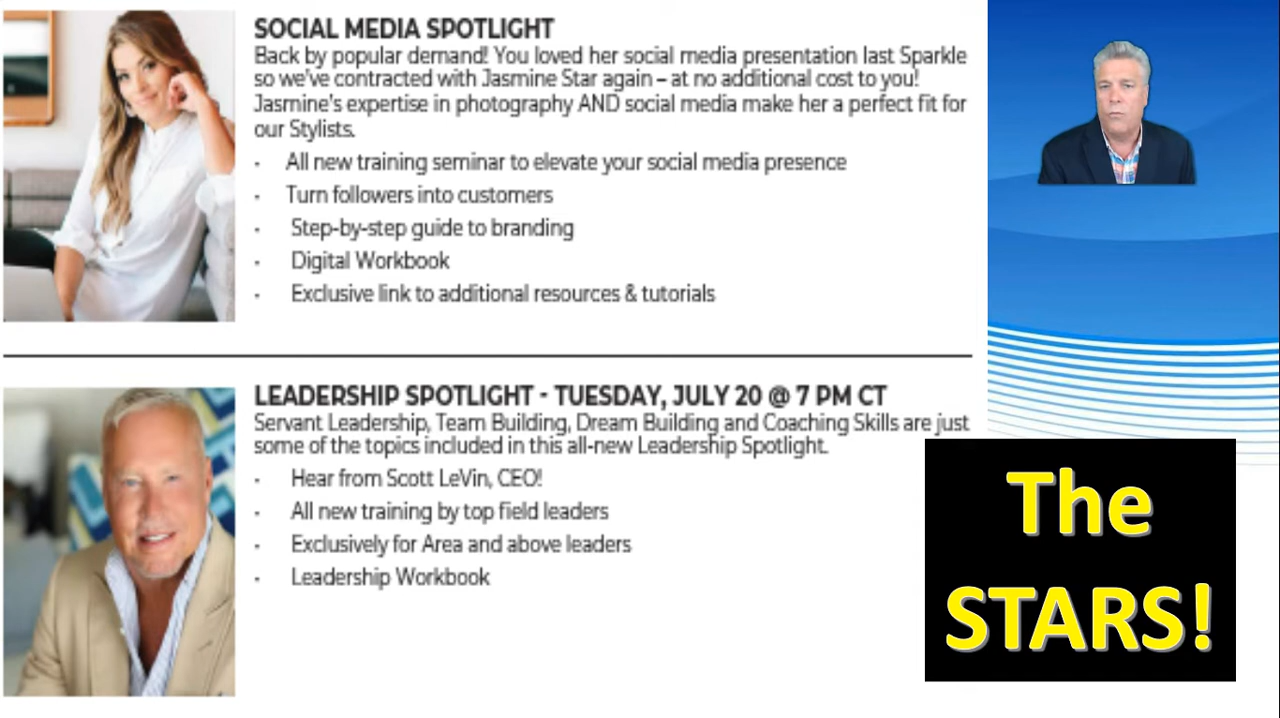 SOCIAL MEDIA SPOTLIGHT
Back by popular demand! You loved her social media presentation last Sparkle
so we've contracted with Jasmine Star again – at no additional cost to you!
Jasmine's expertise in photography AND social media make her a perfect fit for
our Stylists.
· All new training seminar to elevate your social media presence
· Turn followers into customers
· Step-by-step guide to branding
· Digital Workbook
· Exclusive link to additional resources & tutorials
LEADERSHIP SPOTLIGHT - TUESDAY, JULY 20 @ 7 PM CT
Servant Leadership, Team Building, Dream Building and Coaching Skills are just
some of the topics included in this all-new Leadership Spotlight.
· Hear from Scott LeVin, CEO!
· All new training by top field leaders
· Exclusively for Area and above leaders
· Leadership Workbook
The
STARS!